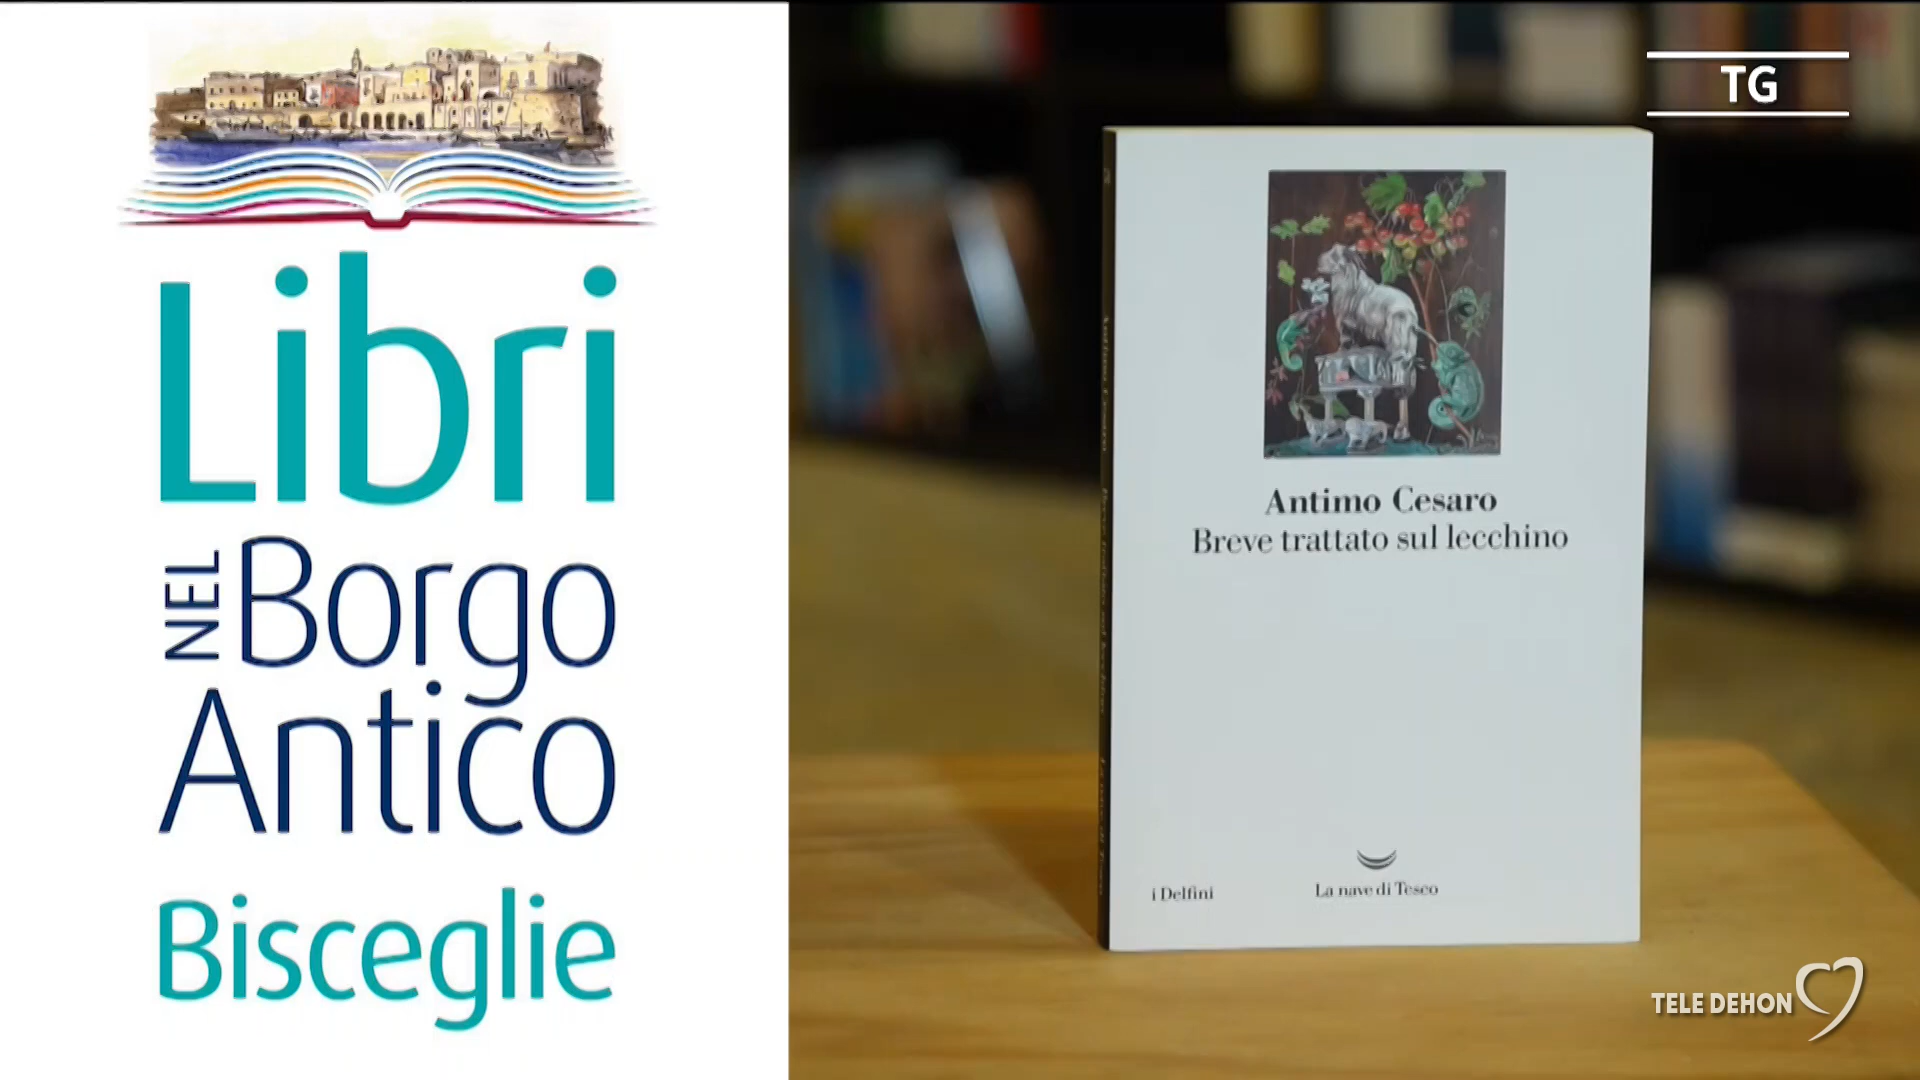 Libri
NEL Borgo
Antico
Bisceglie
TG
Antimo Cesaro
Breve trattato sul lecchino
i Delfini
La nave di Teseo
TELE DEHON